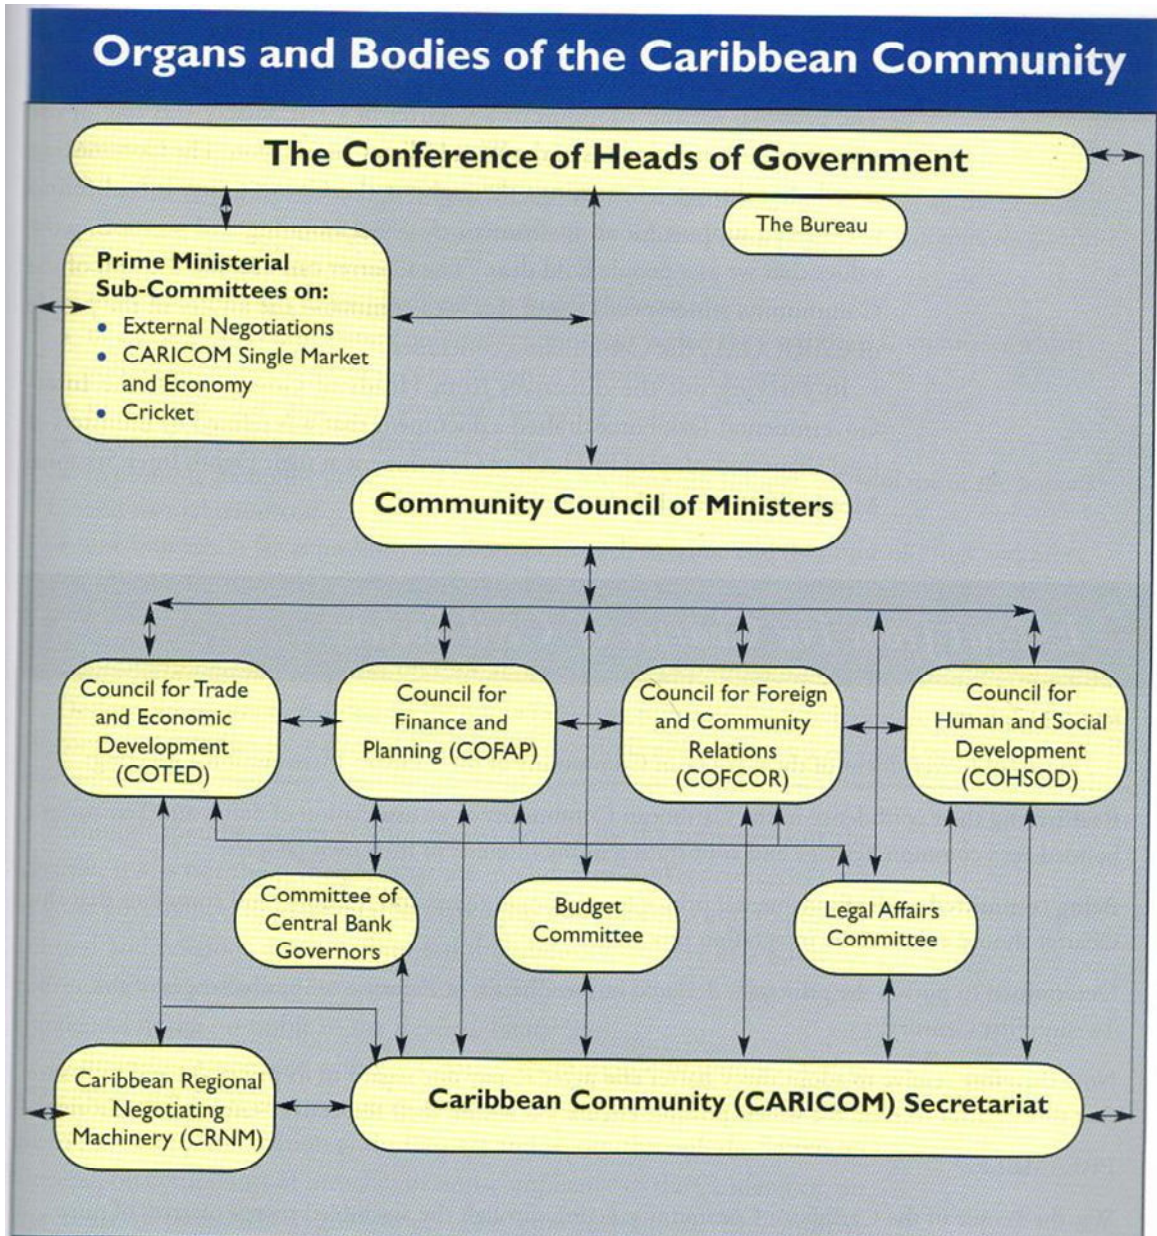 Organs and Bodies of the Caribbean Community
The Conference of Heads of Government
The Bureau
Prime Ministerial
Sub-Committees on:
• External Negotiations
• CARICOM Single Market
and Economy
• Cricket
Community Council of Ministers
Council for Trade
and Economic
Development
(COTED)
Council for
Finance and
Planning (COFAP)
Council for Foreign
and Community
Relations
(COFCOR)
Council for
Human and Social
Development
(COHSOD)
Committee of
Central Bank
Governors
Budget
Committee
Legal Affairs
Committee
Caribbean Regional
Negotiating
Machinery (CRNM)
Caribbean Community (CARICOM) Secretariat